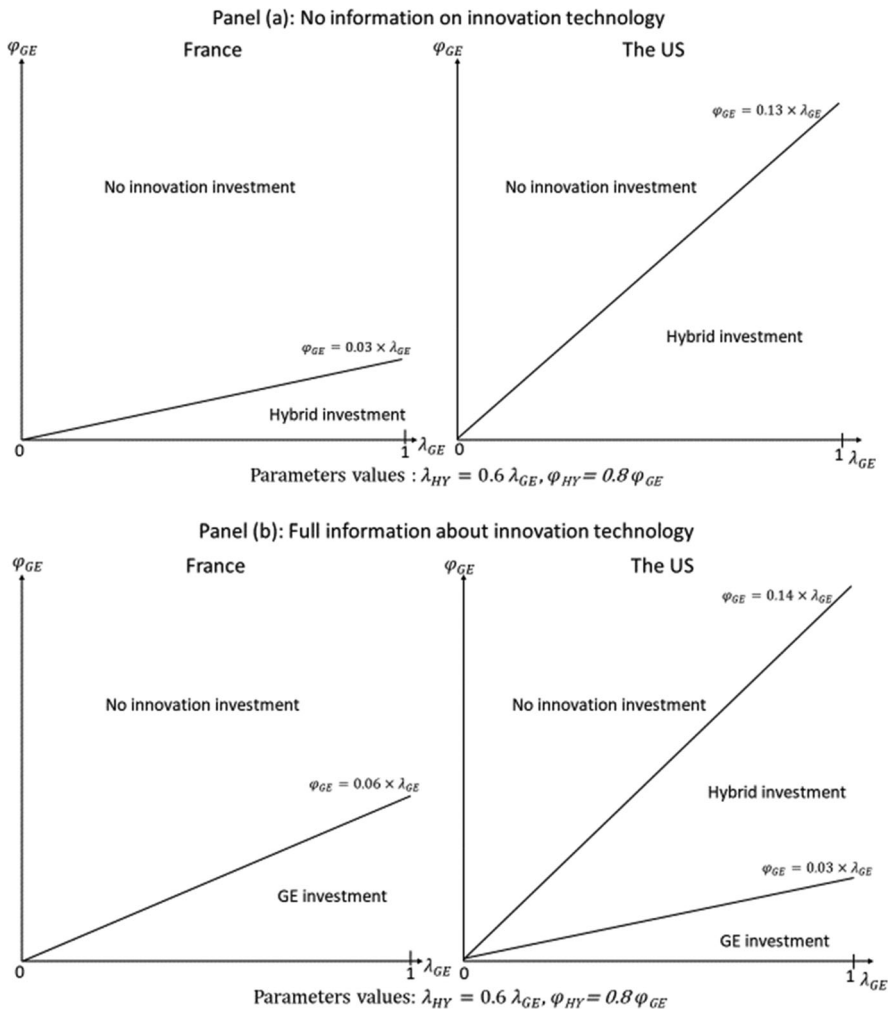 Panel (a): No information on innovation technology
φGE France φGE The US
φGE = 0.13 × λGE
No innovation investment No innovation investment
Hybrid investment
φGE = 0.03 × λGE
Hybrid investment
0 1 λGE 0 1 λGE
Parameters values : λHY = 0.6 λGE, φHY= 0.8φGE
Panel (b): Full information about innovation technology
φGE France φGE The US
φGE = 0.14 × λGE
No innovation investment No innovation investment
φGE = 0.06 × λGE
Hybrid investment
φGE = 0.03 × λGE
GE investment
GE investment
0 1 λGE 0 1 λGE
Parameters values: λHY = 0.6 λGE, φHY= 0.8φGE